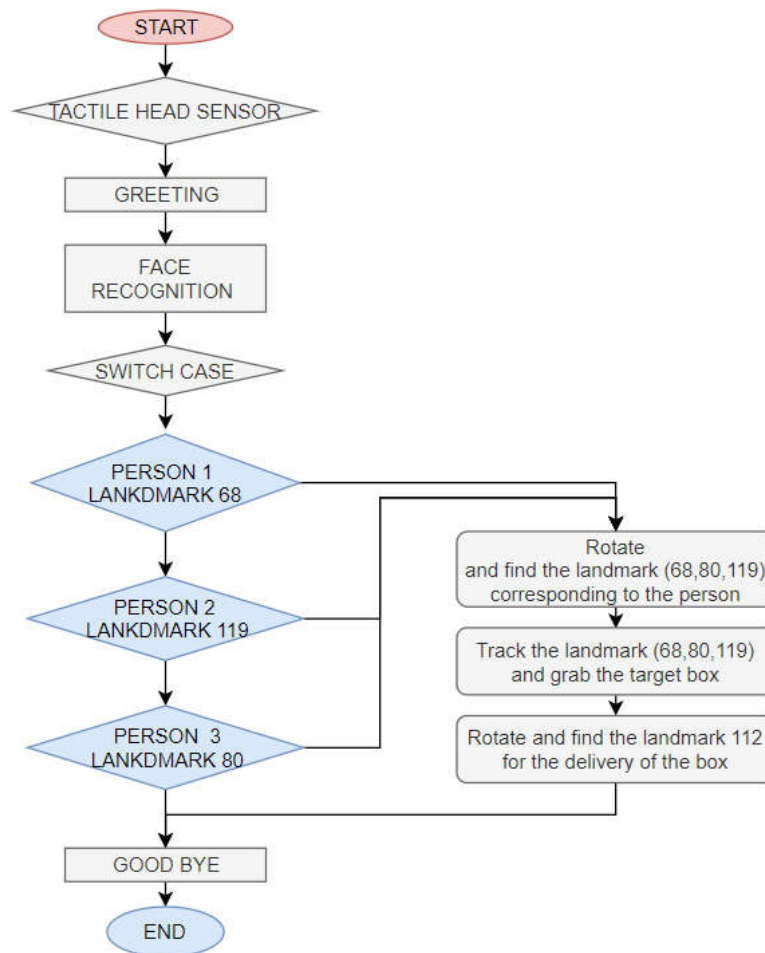 START
TACTILE HEAD SENSOR
GREETING
FACE
RECOGNITION
SWITCH CASE
PERSON 1
LANKDMARK 68
PERSON 2
LANKDMARK 119
PERSON  3
LANKDMARK 80
Rotate
and find the landmark (68,80,119)
corresponding to the person
Track the landmark (68,80,119)
and grab the target box
Rotate and find the landmark 112
for the delivery of the box
GOOD BYE
END